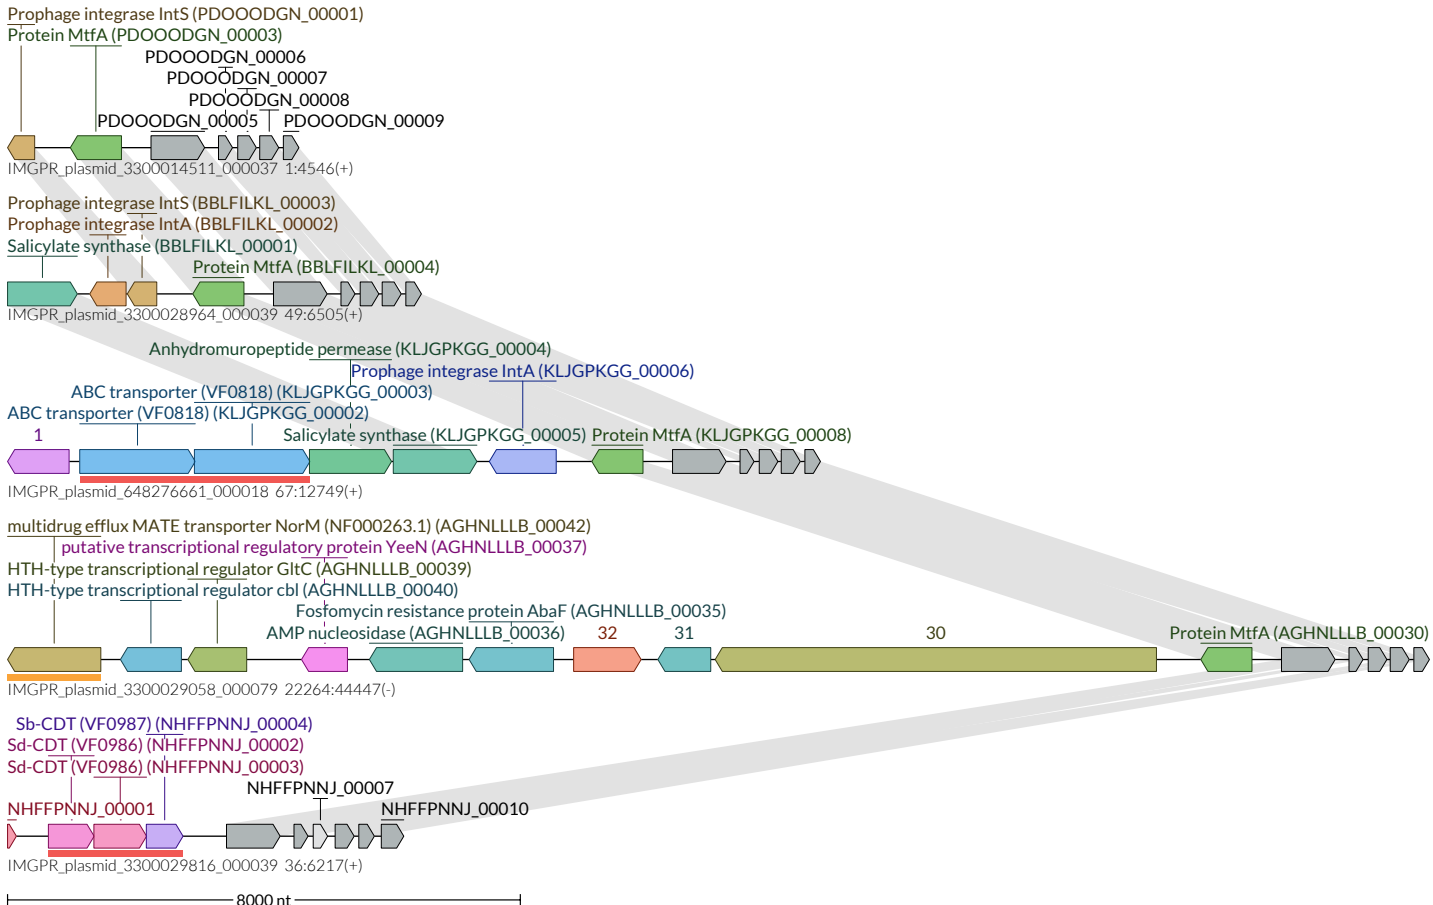 Prophage integrase IntS (PDOOODGN_00001)
Protein MtfA (PDOOODGN_00003)
PDOOODGN_00006
PDOOODGN_00007
PDOOODGN_00008
PDOOODGN_00005 PDOOODGN_00009
IMGPR_plasmid_3300014511_000037 1:4546(+)
Prophage integrase IntS (BBLFILKL_00003)
Prophage integrase IntA (BBLFILKL_00002)
Salicylate synthase (BBLFILKL_00001)
Protein MtfA (BBLFILKL_00004)
IMGPR_plasmid_3300028964_000039 49:6505(+)
Anhydromuropeptide permease (KLJGPKGG_00004)
Prophage integrase IntA (KLJGPKGG_00006)
ABC transporter (VF0818) (KLJGPKGG_00003)
ABC transporter (VF0818) (KLJGPKGG_00002)
1 Salicylate synthase (KLJGPKGG_00005) Protein MtfA (KLJGPKGG_00008)
IMGPR_plasmid_648276661_000018 67:12749(+)
multidrug efflux MATE transporter NorM (NF000263.1) (AGHNLLLB_00042)
putative transcriptional regulatory protein YeeN (AGHNLLLB_00037)
HTH-type transcriptional regulator GltC (AGHNLLLB_00039)
HTH-type transcriptional regulator cbl (AGHNLLLB_00040)
Fosfomycin resistance protein AbaF (AGHNLLLB_00035)
AMP nucleosidase (AGHNLLLB_00036) 32 31 30 Protein MtfA (AGHNLLLB_00030)
IMGPR_plasmid_3300029058_000079 22264:44447(-)
Sb-CDT (VF0987) (NHFFPNNJ_00004)
Sd-CDT (VF0986) (NHFFPNNJ_00002)
Sd-CDT (VF0986) (NHFFPNNJ_00003)
NHFFPNNJ_00007
NHFFPNNJ_00001 NHFFPNNJ_00010
IMGPR_plasmid_3300029816_000039 36:6217(+)
8000 nt